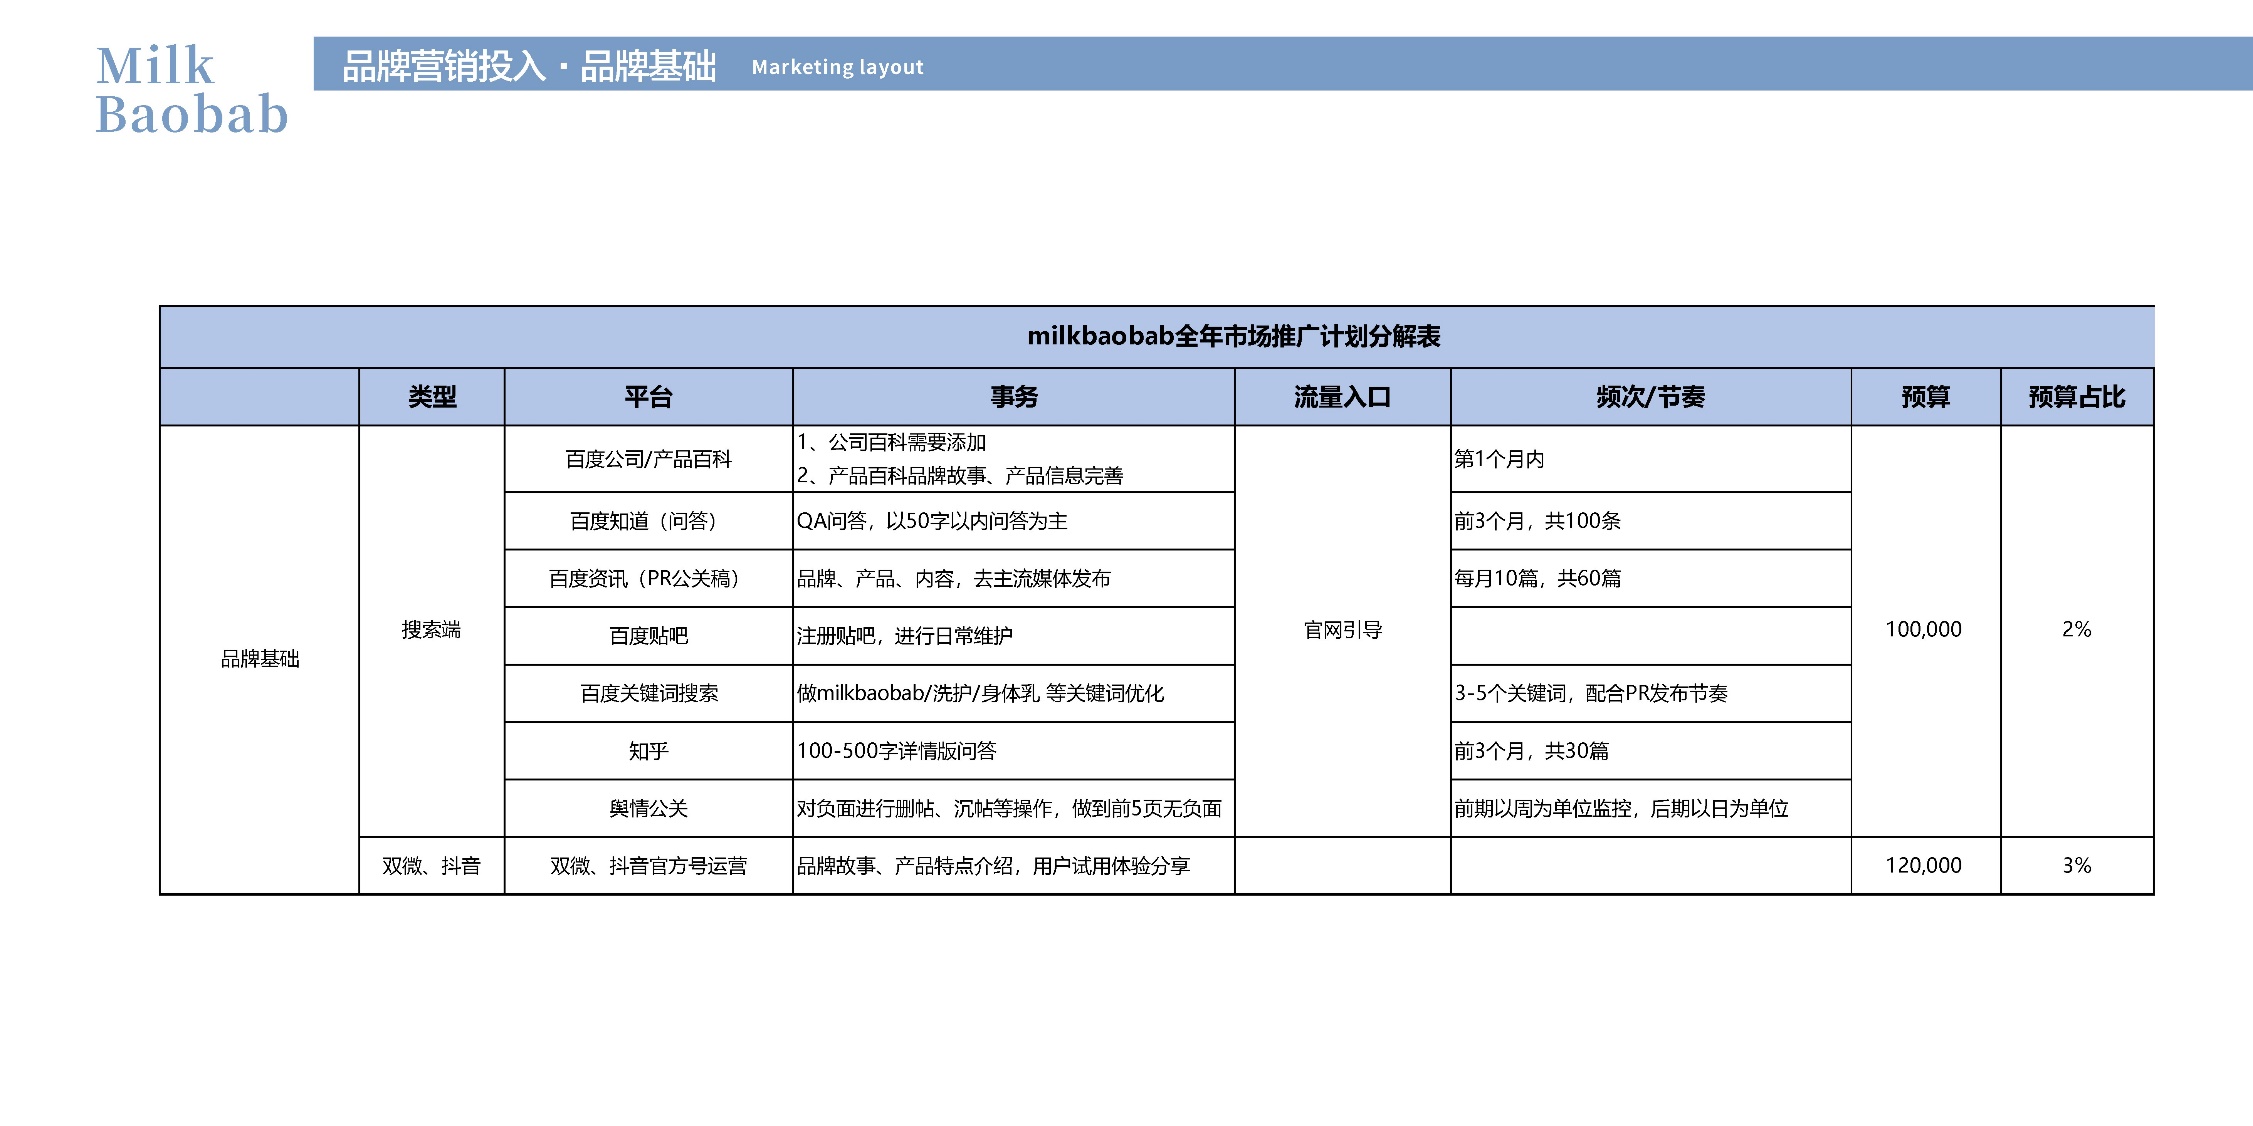 Milk
Baobab
品牌营销投入·品牌基础 Marketing layout
milkbaobab全年市场推广计划分解表
类型 平台 事务 流量入口 频次/节奏 预算 预算占比
品牌基础
搜索端
百度公司/产品百科
1、公司百科需要添加
2、产品百科品牌故事、产品信息完善
官网引导
第1个月内
100,000
2%
百度知道（问答） QA问答，以50字以内问答为主 前3个月，共100条
百度资讯（PR公关稿） 品牌、产品、内容，去主流媒体发布 每月10篇，共60篇
百度贴吧 注册贴吧，进行日常维护
百度关键词搜索 做milkbaobab/洗护/身体乳 等关键词优化 3-5个关键词，配合PR发布节奏
知乎 100-500字详情版问答 前3个月，共30篇
舆情公关 对负面进行删帖、沉帖等操作，做到前5页无负面 前期以周为单位监控，后期以日为单位
双微、抖音 双微、抖音官方号运营 品牌故事、产品特点介绍，用户试用体验分享 120,000 3%